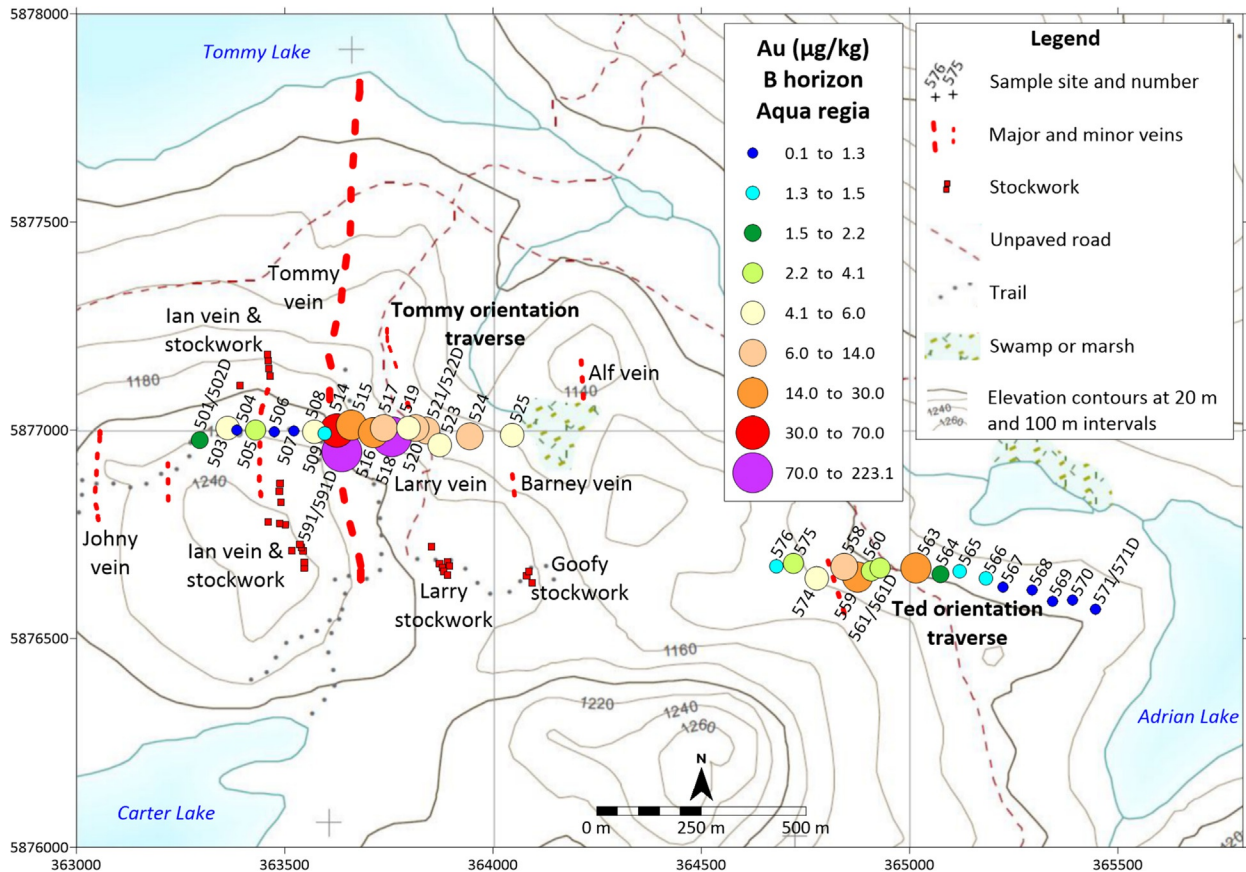 5878000
5877500
5877000
5876500
5876000
363000
363500
364000
364500
365000
365500
Tommy Lake
Au (µg/kg)
B horizon
Aqua regia
0.1 to 1.3
1.3 to 1.5
1.5 to 2.2
2.2 to 4.1
4.1 to 6.0
6.0 to 14.0
14.0 to 30.0
30.0 to 70.0
70.0 to 223.1
Legend
576
575
Sample site and number
Major and minor veins
Stockwork
Unpaved road
Trail
Swamp or marsh
1240
1260
Elevation contours at 20 m
and 100 m intervals
Tommy
vein
Ian vein &
stockwork
Tommy orientation
traverse
Alf vein
1180
1140
501/502D
503
504
505
506
507
508
509
514
515
516
517
518
519
520
521/522D
523
524
525
1240
591/591D
Larry vein
Barney vein
Johny
vein
Ian vein &
stockwork
Larry
stockwork
Goofy
stockwork
576
575
574
558
559
560
561/561D
563
564
565
566
567
568
569
570
571/571D
Ted orientation
traverse
1160
1220
1240
1260
Adrian Lake
Carter Lake
N
0 m
250 m
500 m